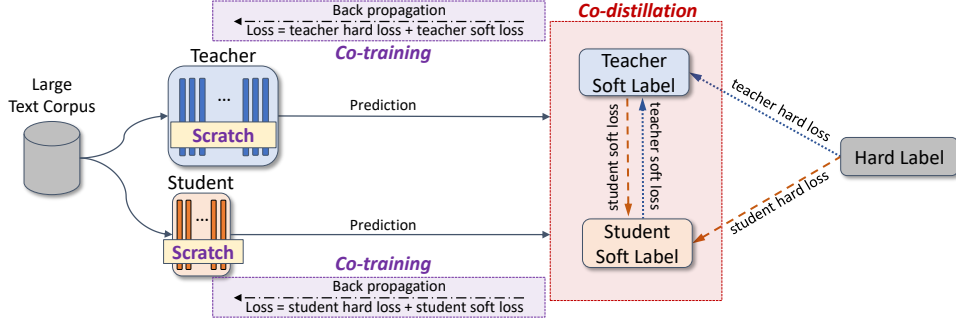 Back propagation
Loss = teacher hard loss + teacher soft loss
Co-training
Co-distillation
Teacher
...
Scratch
Large
Text Corpus
Prediction
Teacher
Soft Label
teacher hard loss
student soft loss
teacher soft loss
Hard Label
student hard loss
Student
...
Scratch
Prediction
Student
Soft Label
Co-training
Back propagation
Loss = student hard loss + student soft loss